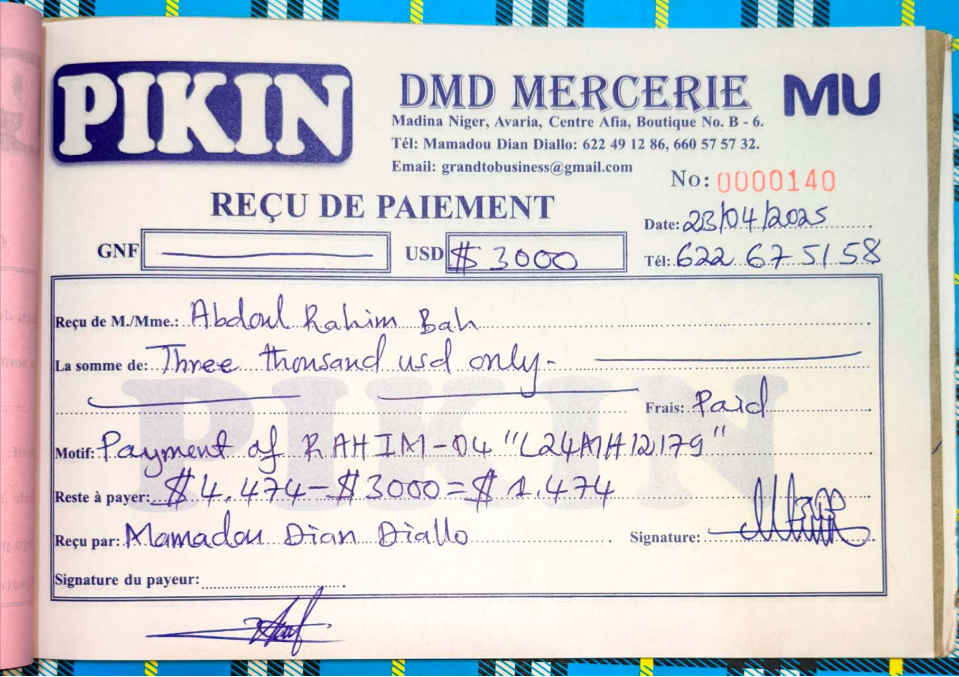 PIKIN
DMD MERCERIE
MU
Madina Niger, Avaria, Centre Afia, Boutique No. B - 6.
Tél: Mamadou Dian Diallo: 622 49 12 86, 660 57 57 32.
Email: grandtobusiness@gmail.com
No: 0000140
REÇU DE PAIEMENT
Date: 23/04/2025
GNF
USD $ 3000
Tél: 622 67 51 58
Reçu de M./Mme.: Abdoul Rahim Bah
La somme de: Three thousand usd only-
Frais: Paid
Motif: Payment of RAHIM-04 "L24MH12179"
Reste à payer: $4,474-$3000=$ 1.474
Reçu par: Mamadou Dian Diallo
Signature:
Signature du payeur:
PIKIN